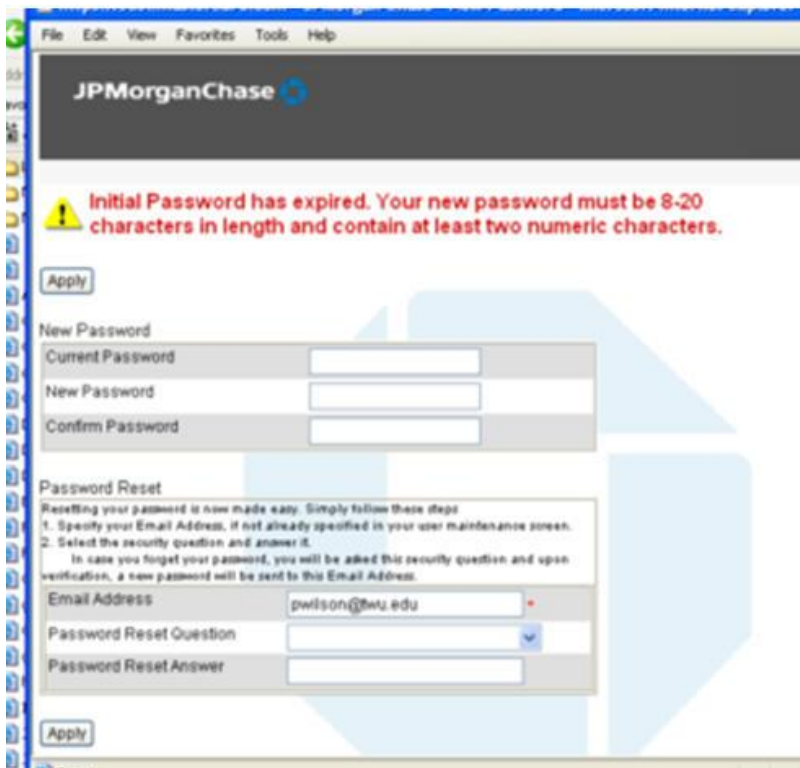 File Edit View Favorites Tools Help
JPMorganChase
Initial Password has expired. Your new password must be 8-20
characters in length and contain at least two numeric characters.
Apply
New Password
Current Password
New Password
Confirm Password
Password Reset
Resetting your password is now made easy. Simply follow these steps
1. Specify your Email Address, if not already specified in your user maintenance screen.
2. Select the security question and answer it.
In case you forget your password, you will be asked this security question and upon
verification, a new password will be sent to this Email Address.
Email Address pwilson@twu.edu *
Password Reset Question
Password Reset Answer
Apply